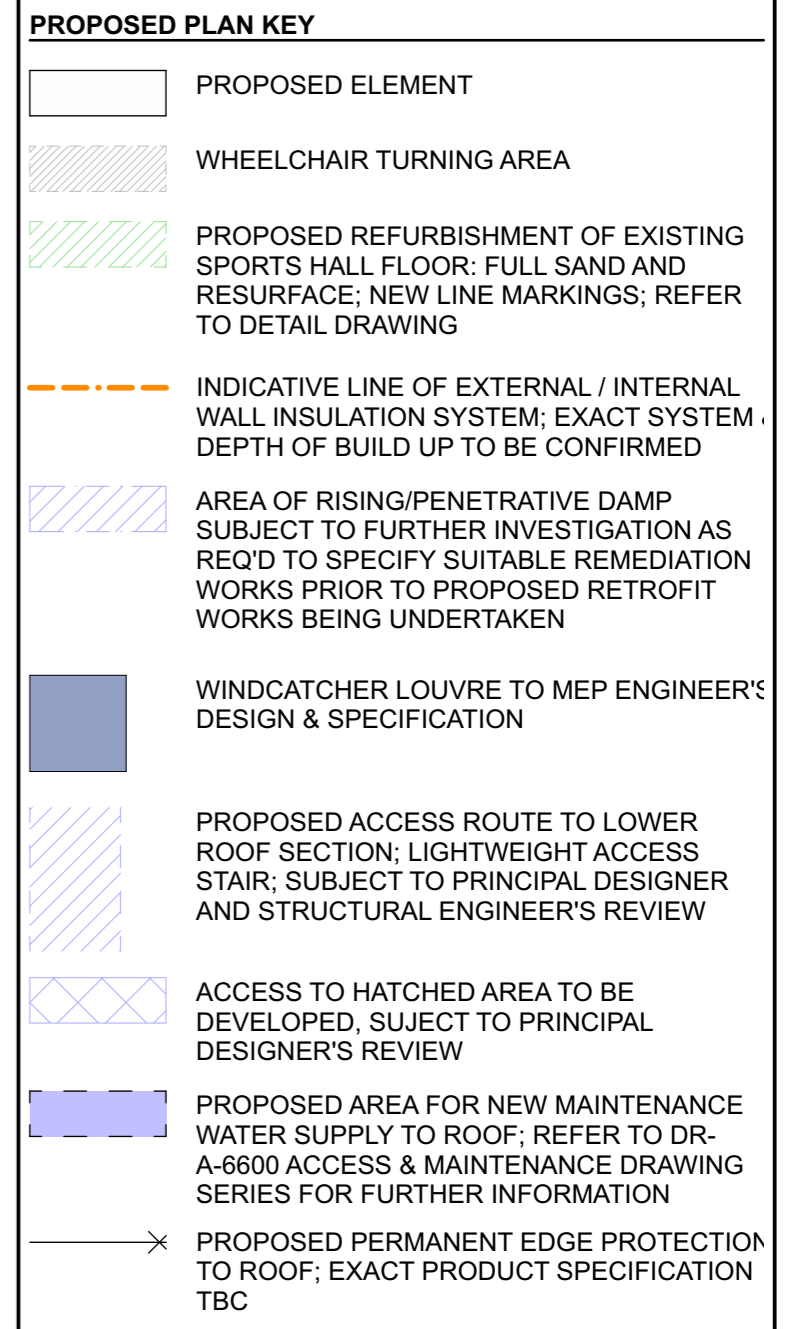 PROPOSED PLAN KEY
PROPOSED ELEMENT
WHEELCHAIR TURNING AREA
PROPOSED REFURBISHMENT OF EXISTING
SPORTS HALL FLOOR: FULL SAND AND
RESURFACE; NEW LINE MARKINGS; REFER
TO DETAIL DRAWING
INDICATIVE LINE OF EXTERNAL / INTERNAL
WALL INSULATION SYSTEM; EXACT SYSTEM &
DEPTH OF BUILD UP TO BE CONFIRMED
AREA OF RISING/PENETRATIVE DAMP
SUBJECT TO FURTHER INVESTIGATION AS
REQ'D TO SPECIFY SUITABLE REMEDIATION
WORKS PRIOR TO PROPOSED RETROFIT
WORKS BEING UNDERTAKEN
WINDCATCHER LOUVRE TO MEP ENGINEER'S
DESIGN & SPECIFICATION
PROPOSED ACCESS ROUTE TO LOWER
ROOF SECTION; LIGHTWEIGHT ACCESS
STAIR; SUBJECT TO PRINCIPAL DESIGNER
AND STRUCTURAL ENGINEER'S REVIEW
ACCESS TO HATCHED AREA TO BE
DEVELOPED, SUJECT TO PRINCIPAL
DESIGNER'S REVIEW
PROPOSED AREA FOR NEW MAINTENANCE
WATER SUPPLY TO ROOF; REFER TO DR-
A-6600 ACCESS & MAINTENANCE DRAWING
SERIES FOR FURTHER INFORMATION
PROPOSED PERMANENT EDGE PROTECTION
TO ROOF; EXACT PRODUCT SPECIFICATION
TBC